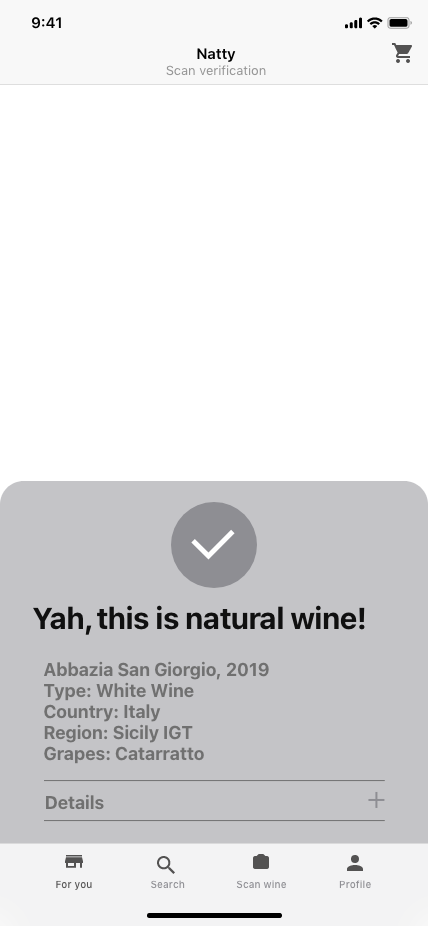 9:41
Natty
Scan verification
Yah, this is natural wine!
Abbazia San Giorgio, 2019
Type: White Wine
Country: Italy
Region: Sicily IGT
Grapes: Catarratto
Details
For you
Search
Scan wine
Profile